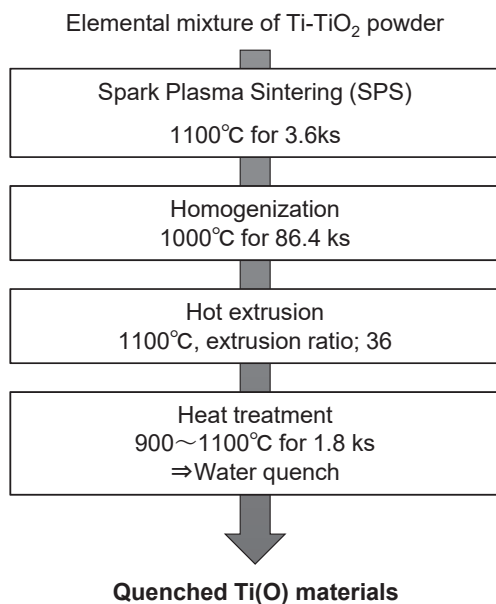 Elemental mixture of Ti-TiO₂ powder
Spark Plasma Sintering (SPS)
1100℃ for 3.6ks
Homogenization
1000℃ for 86.4 ks
Hot extrusion
1100℃, extrusion ratio; 36
Heat treatment
900～1100℃ for 1.8 ks
⇒Water quench
Quenched Ti(O) materials